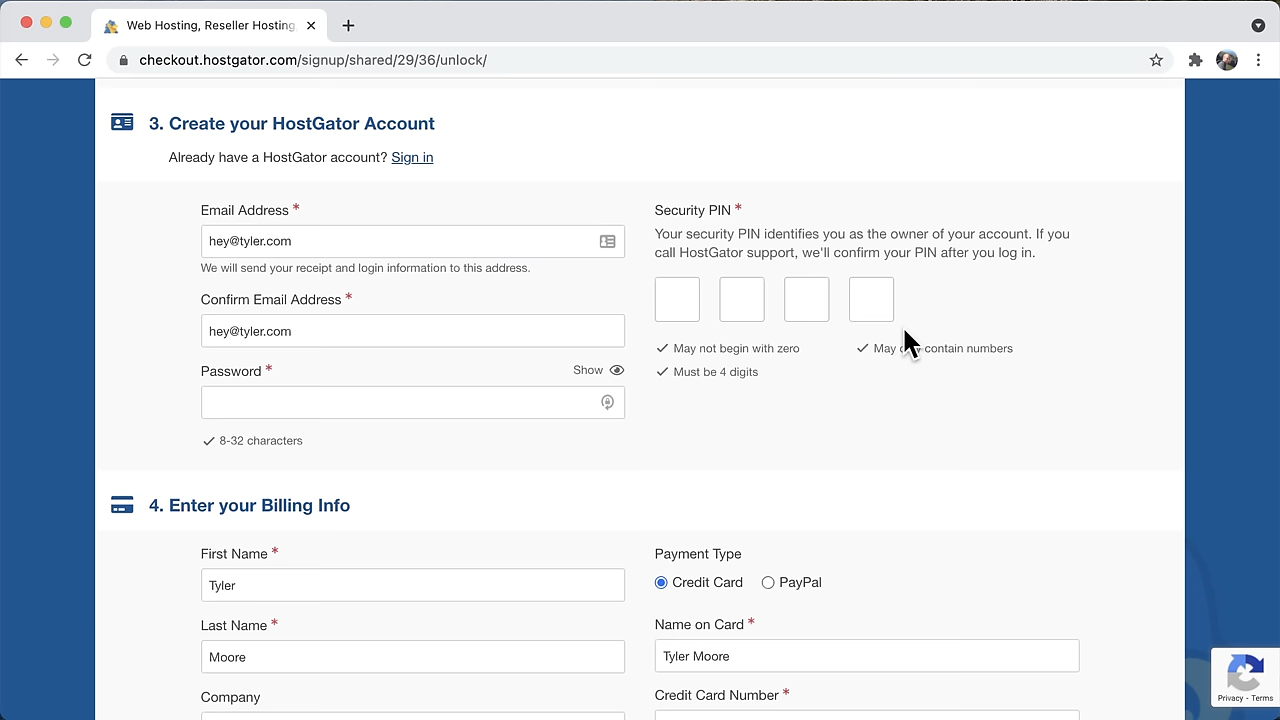 Web Hosting, Reseller Hosting,
checkout.hostgator.com/signup/shared/29/36/unlock/
3. Create your HostGator Account
Already have a HostGator account? Sign in
Email Address *
hey@tyler.com
We will send your receipt and login information to this address.
Confirm Email Address *
hey@tyler.com
Password *
Show
8-32 characters
Security PIN *
Your security PIN identifies you as the owner of your account. If you
call HostGator support, we'll confirm your PIN after you log in.
May not begin with zero
May contain numbers
Must be 4 digits
4. Enter your Billing Info
First Name *
Tyler
Last Name *
Moore
Company
Payment Type
Credit Card
PayPal
Name on Card *
Tyler Moore
Credit Card Number *
Privacy - Terms